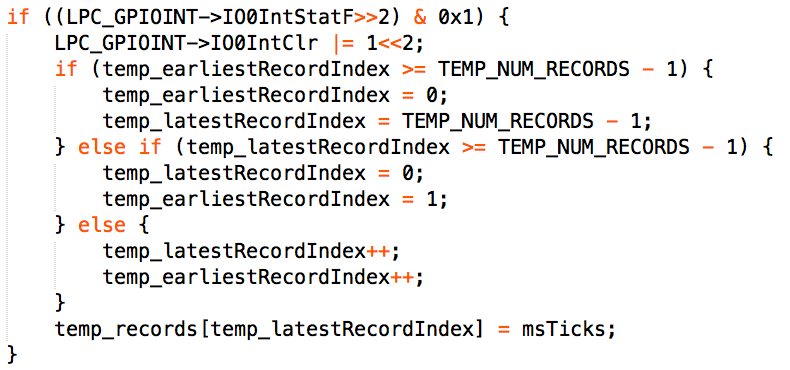 if ((LPC_GPIOINT->IO0IntStatF>>2) & 0x1) {
    LPC_GPIOINT->IO0IntClr |= 1<<2;
    if (temp_earliestRecordIndex >= TEMP_NUM_RECORDS - 1) {
        temp_earliestRecordIndex = 0;
        temp_latestRecordIndex = TEMP_NUM_RECORDS - 1;
    } else if (temp_latestRecordIndex >= TEMP_NUM_RECORDS - 1) {
        temp_latestRecordIndex = 0;
        temp_earliestRecordIndex = 1;
    } else {
        temp_latestRecordIndex++;
        temp_earliestRecordIndex++;
    }
    temp_records[temp_latestRecordIndex] = msTicks;
}